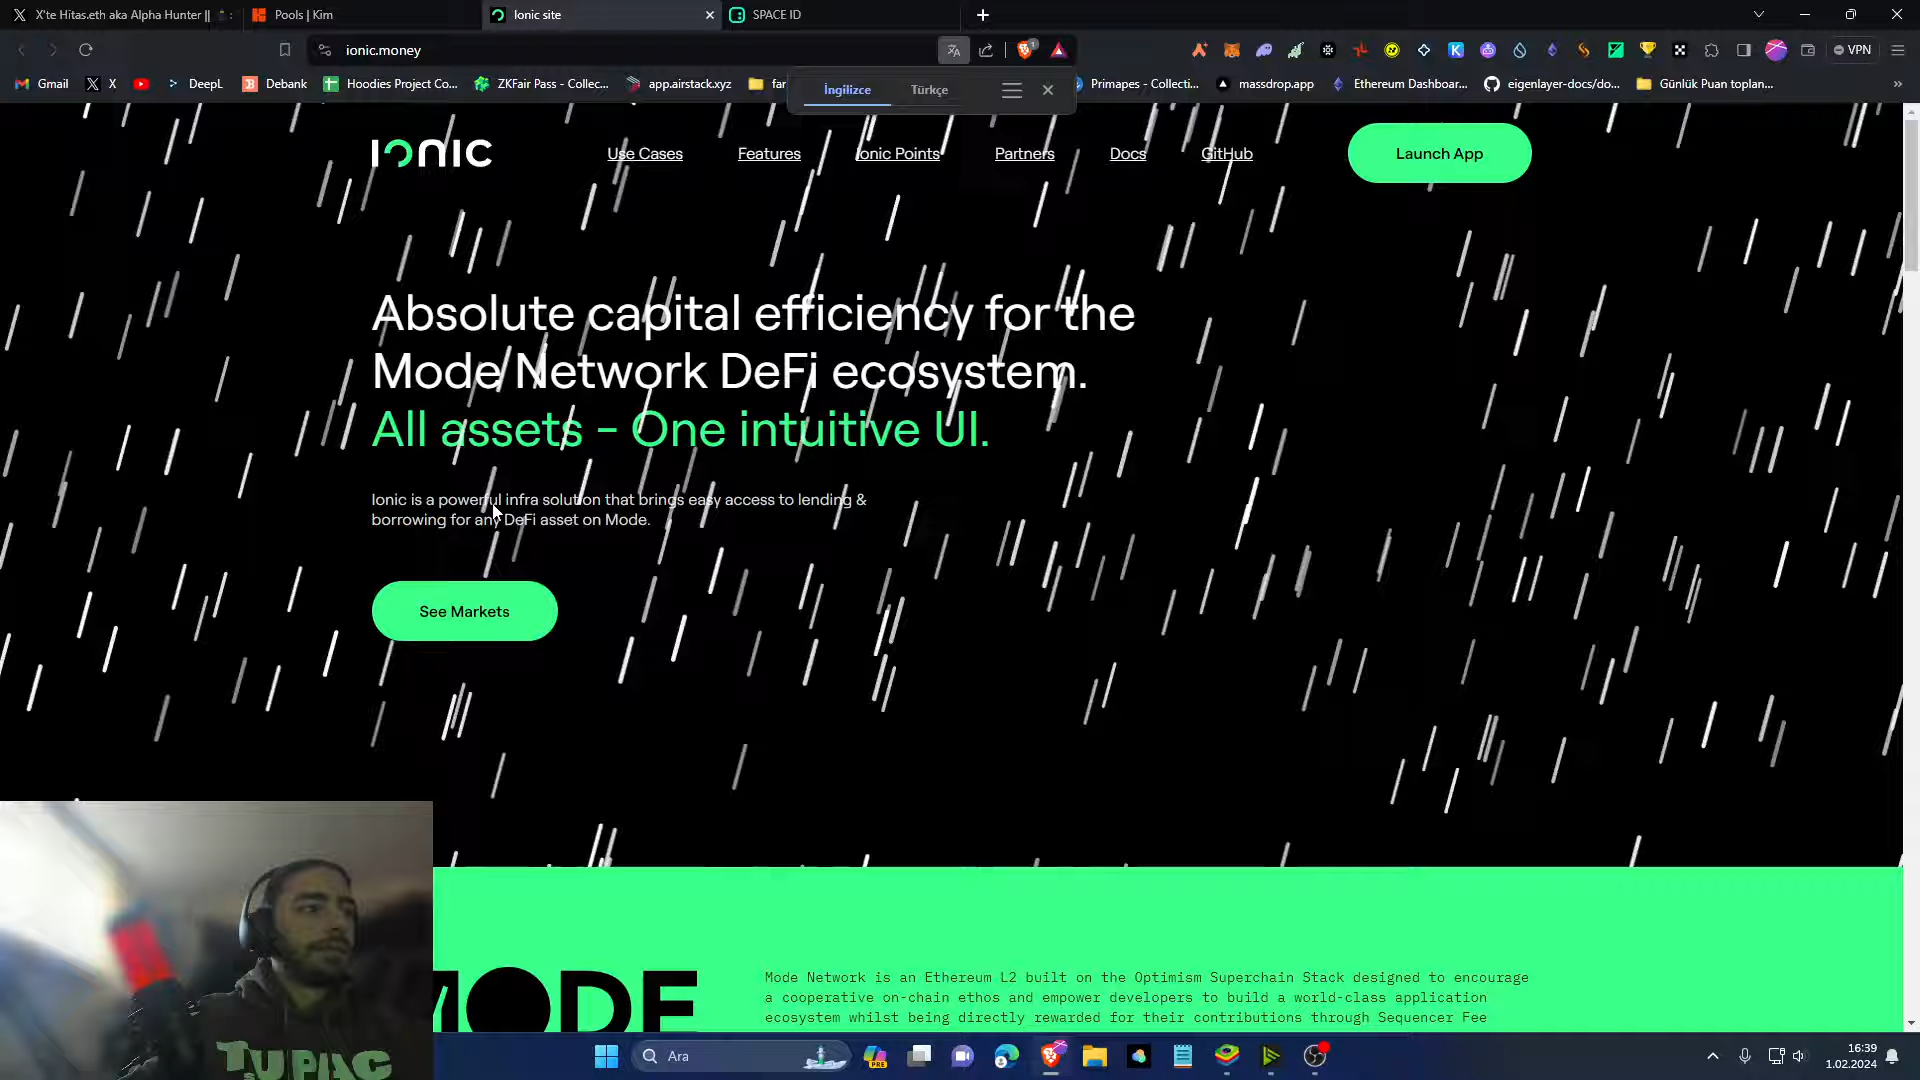 X'te Hitas.eth aka Alpha Hunter ||
Pools | Kim
Ionic site
SPACE ID
ionic.money
1
VPN
Gmail
X
DeepL
Debank
Hoodies Project Co...
ZKFair Pass - Collec...
app.airstack.xyz
far
İngilizce
Türkçe
Primapes - Collecti...
massdrop.app
Ethereum Dashboar...
eigenlayer-docs/do...
Günlük Puan toplan...
IONIC
Use Cases
Features
Ionic Points
Partners
Docs
GitHub
Launch App
Absolute capital efficiency for the
Mode Network DeFi ecosystem.
All assets - One intuitive UI.
Ionic is a powerful infra solution that brings easy access to lending &
borrowing for any DeFi asset on Mode.
See Markets
MODE
Mode Network is an Ethereum L2 built on the Optimism Superchain Stack designed to encourage
a cooperative on-chain ethos and empower developers to build a world-class application
ecosystem whilst being directly rewarded for their contributions through Sequencer Fee
TUPAC
Ara
PRE
16:39
1.02.2024